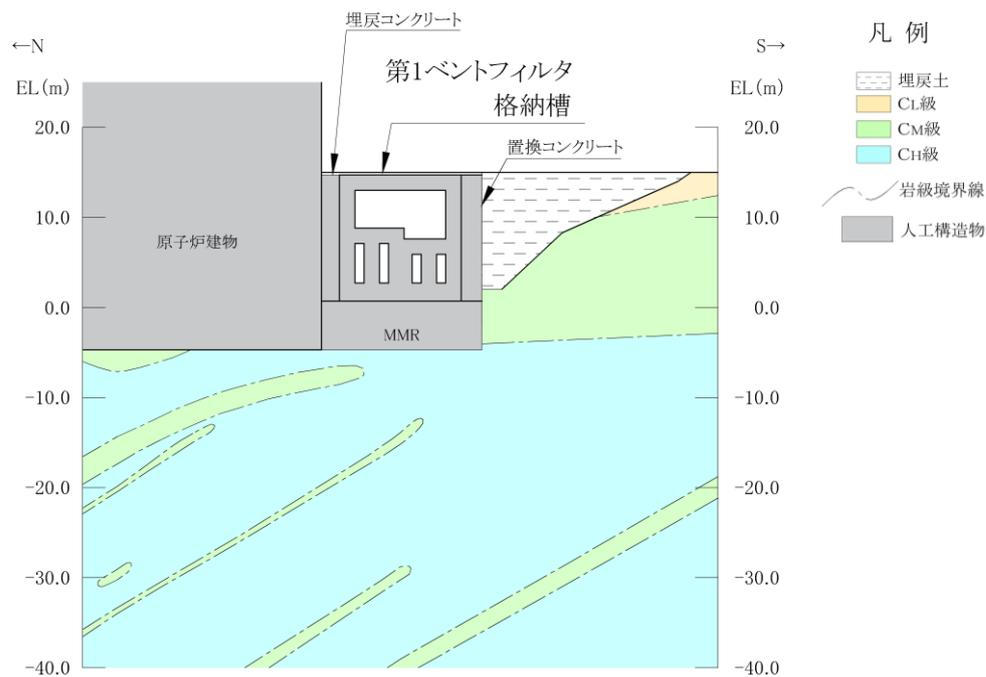 埋戻コンクリート
←N
S→
凡 例
EL(m)
第1ベントフィルタ
格納槽
EL(m)
埋戻土
CL級
CM級
CH級
岩級境界線
人工構造物
20.0
20.0
置換コンクリート
10.0
10.0
原子炉建物
0.0
0.0
MMR
-10.0
-10.0
-20.0
-20.0
-30.0
-30.0
-40.0
-40.0